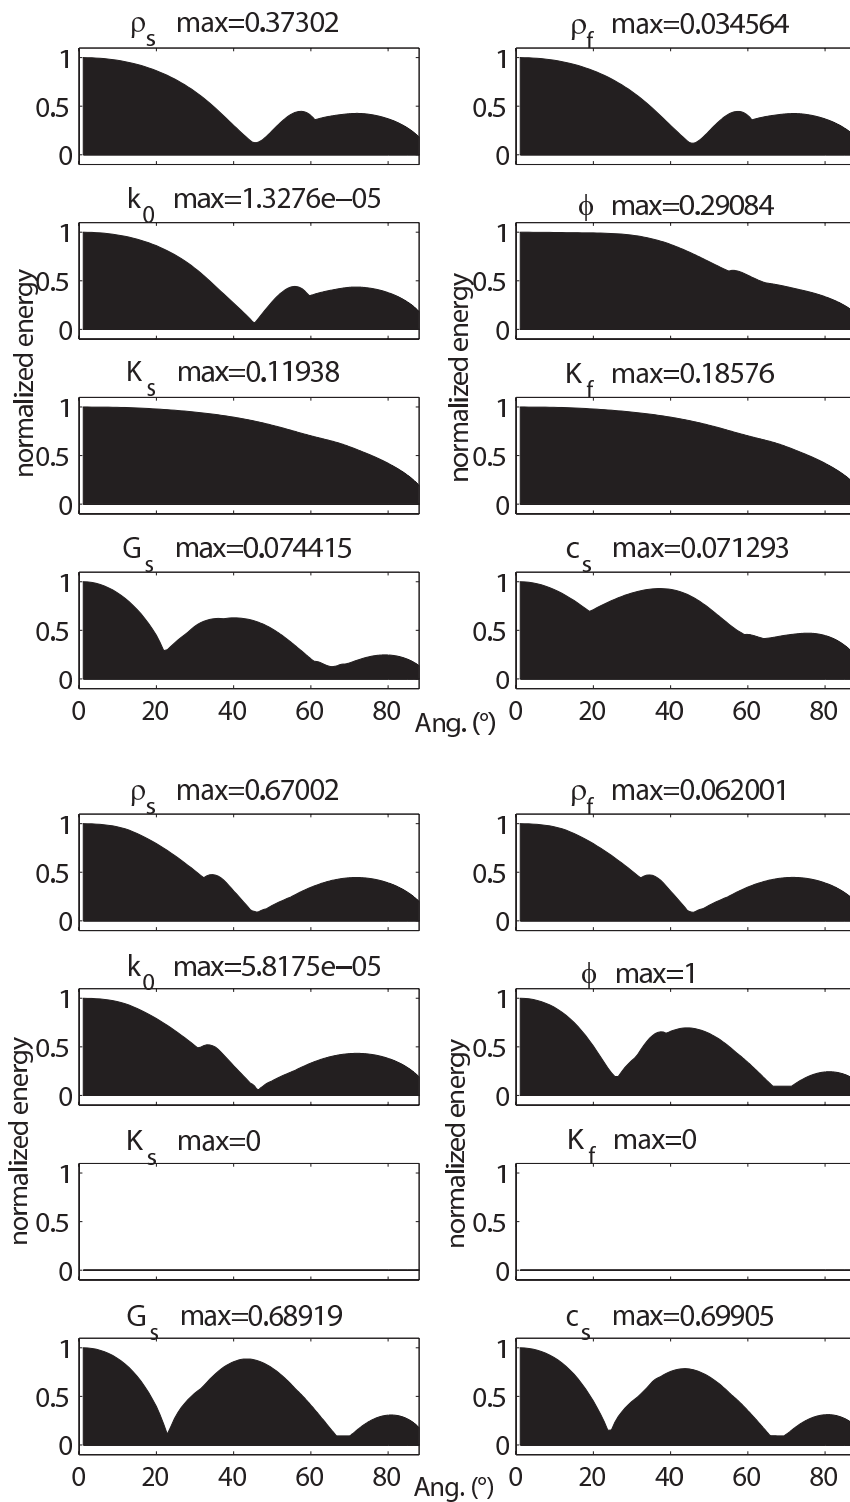 ρs max=0.37302
ρf max=0.034564
1
0.5
0
k0 max=1.3276e−05
ϕ max=0.29084
1
0.5
0
1
0
normalized energy
normalized energy
0.5
Ks max=0.11938
Kf max=0.18576
1
0.5
0
1
0.5
0
Gs max=0.074415
cs max=0.071293
1
0.5
0
1
0.5
0
1
0.5
0
0 20 40 60 80
Ang. (°)
0 20 40 60 80
ρs max=0.67002
ρf max=0.062001
1
0.5
0
1
0.5
0
k0 max=5.8175e−05
ϕ max=1
1
0.5
0
1
0.5
0
normalized energy
normalized energy
Ks max=0
Kf max=0
1
0.5
0
1
0.5
0
Gs max=0.68919
cs max=0.69905
1
0.5
0
1
0.5
0
0 20 40 60 80
Ang. (°)
0 20 40 60 80